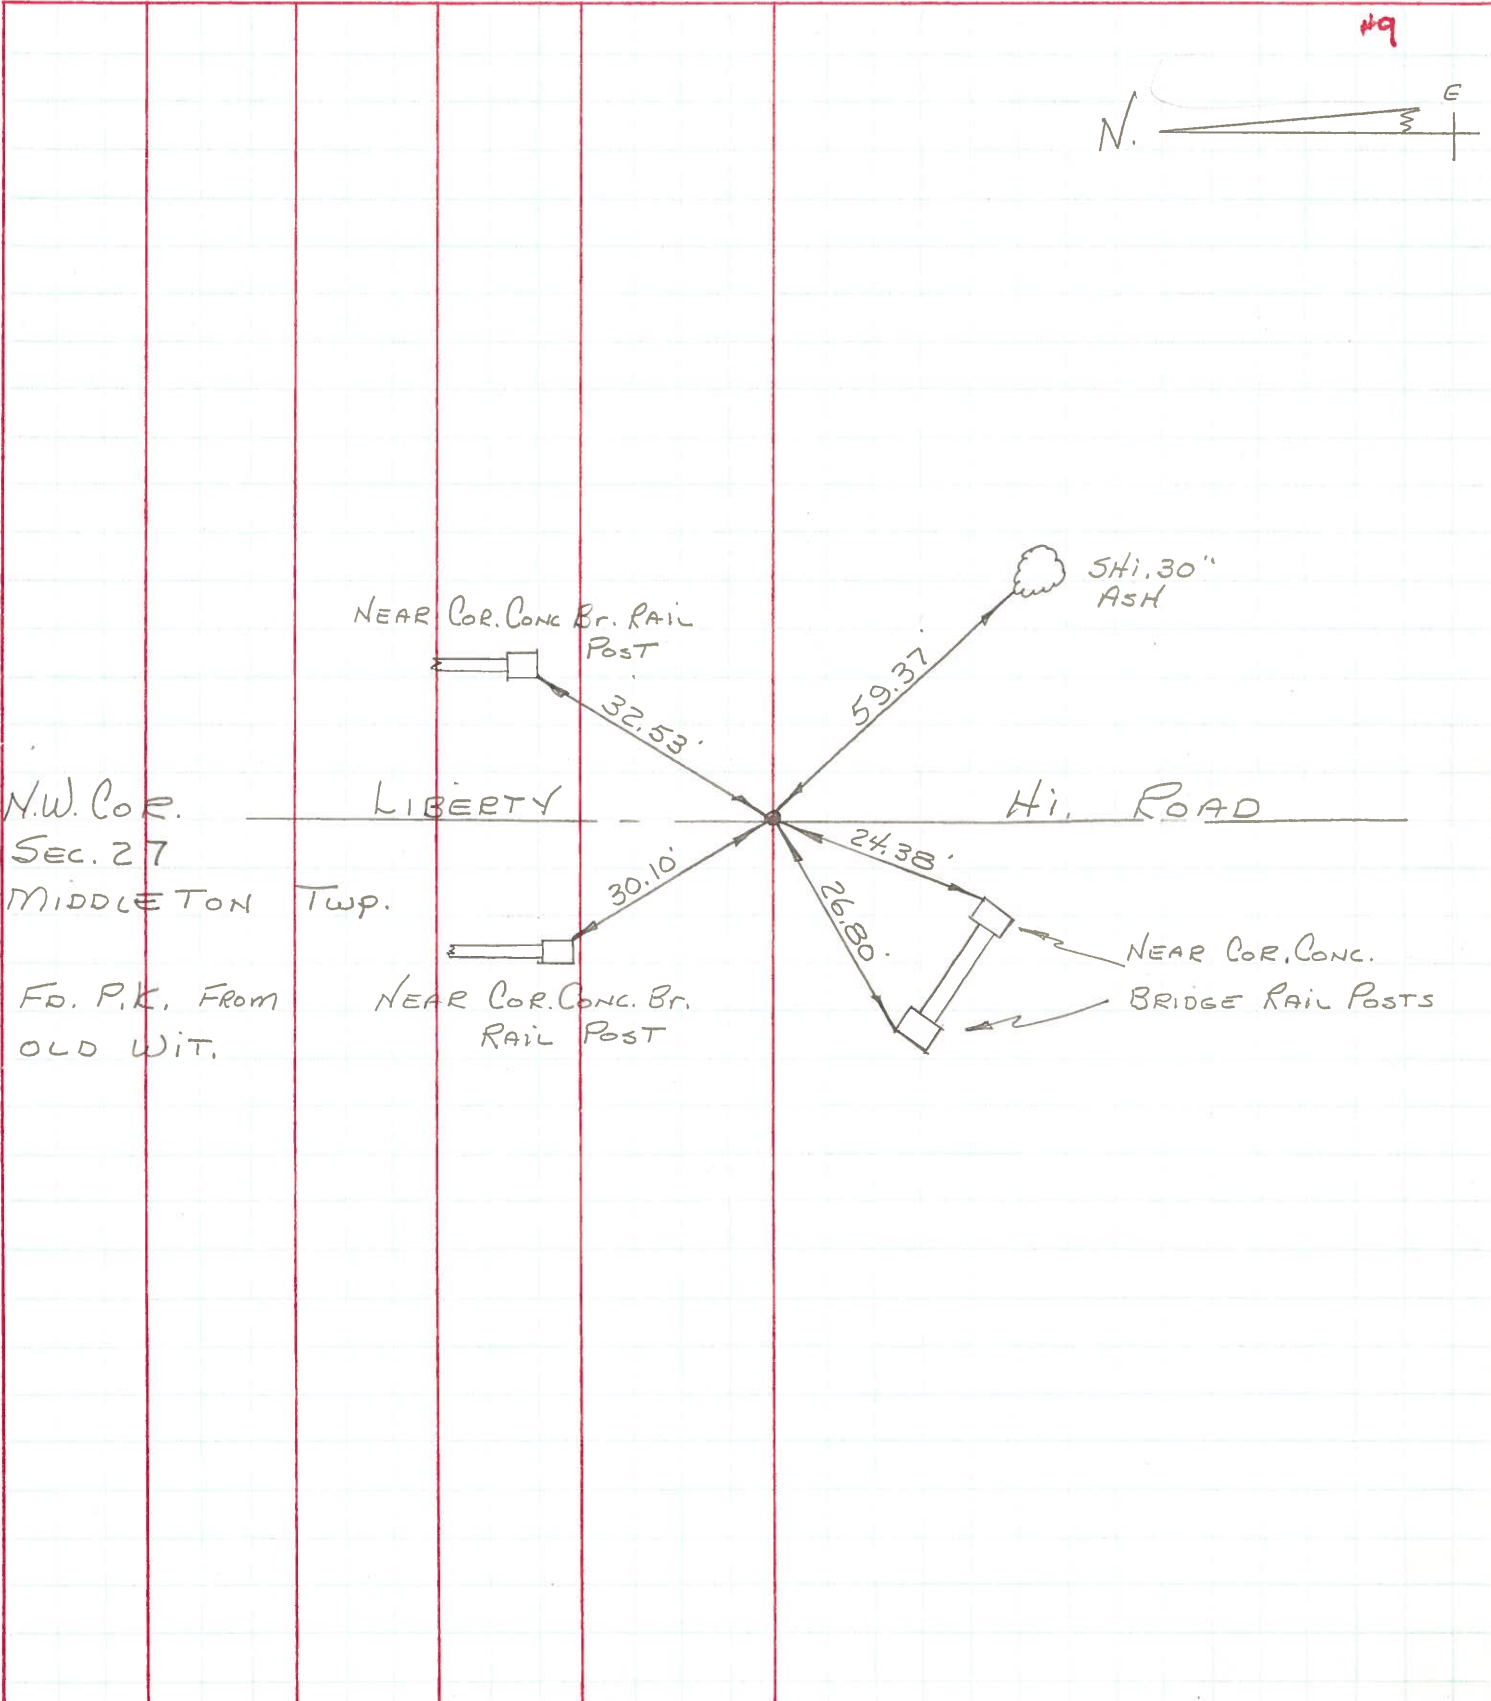 #9
N.
E
SHi. 30"
ASH
NEAR COR. CONC Br. RAiL
POST
59.37'
32.53'
N.W. COR.
SEC. 27
MIDDLETON TWP.
LIBERTY Hi. ROAD
24.38'
30.10'
26.80'
NEAR COR. CONC.
BRIDGE RAIL POSTS
FD. P.K. FROM
OLD WiT.
NEAR COR. CONC. Br.
RAiL POST